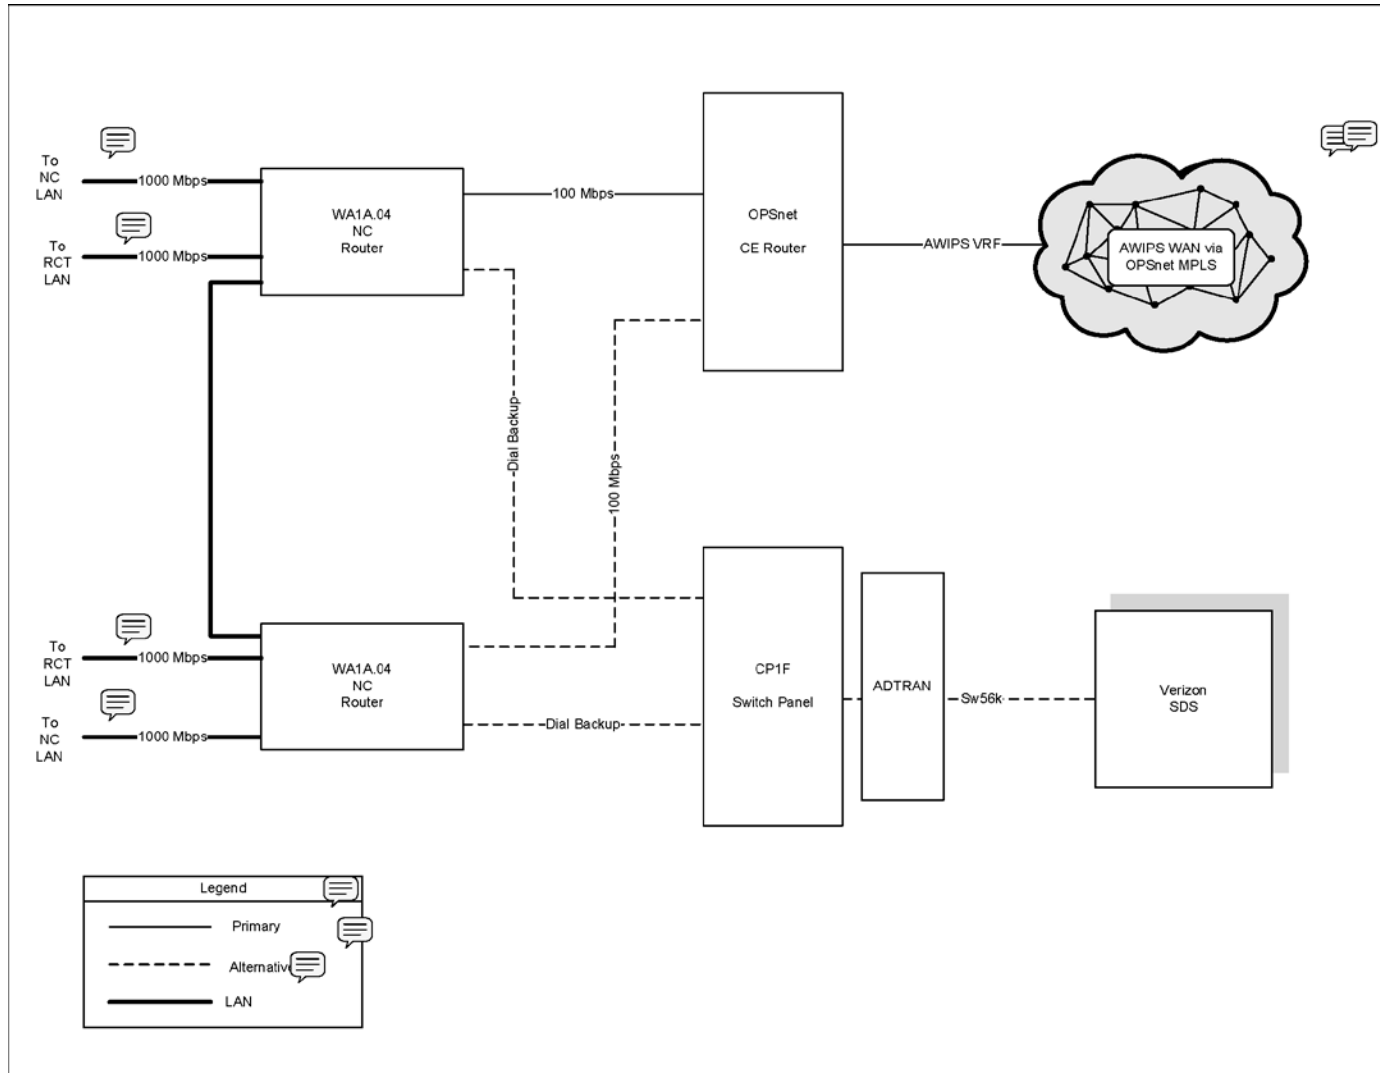 To
NC
LAN
1000 Mbps
To
RCT
LAN
1000 Mbps
WA1A.04
NC
Router
100 Mbps
OPSnet
CE Router
AWIPS VRF
AWIPS WAN via
OPSnet MPLS
Dial Backup
100 Mbps
To
RCT
LAN
1000 Mbps
To
NC
LAN
1000 Mbps
WA1A.04
NC
Router
Dial Backup
CP1F
Switch Panel
ADTRAN
Sw56k
Verizon
SDS
Legend
Primary
Alternative
LAN